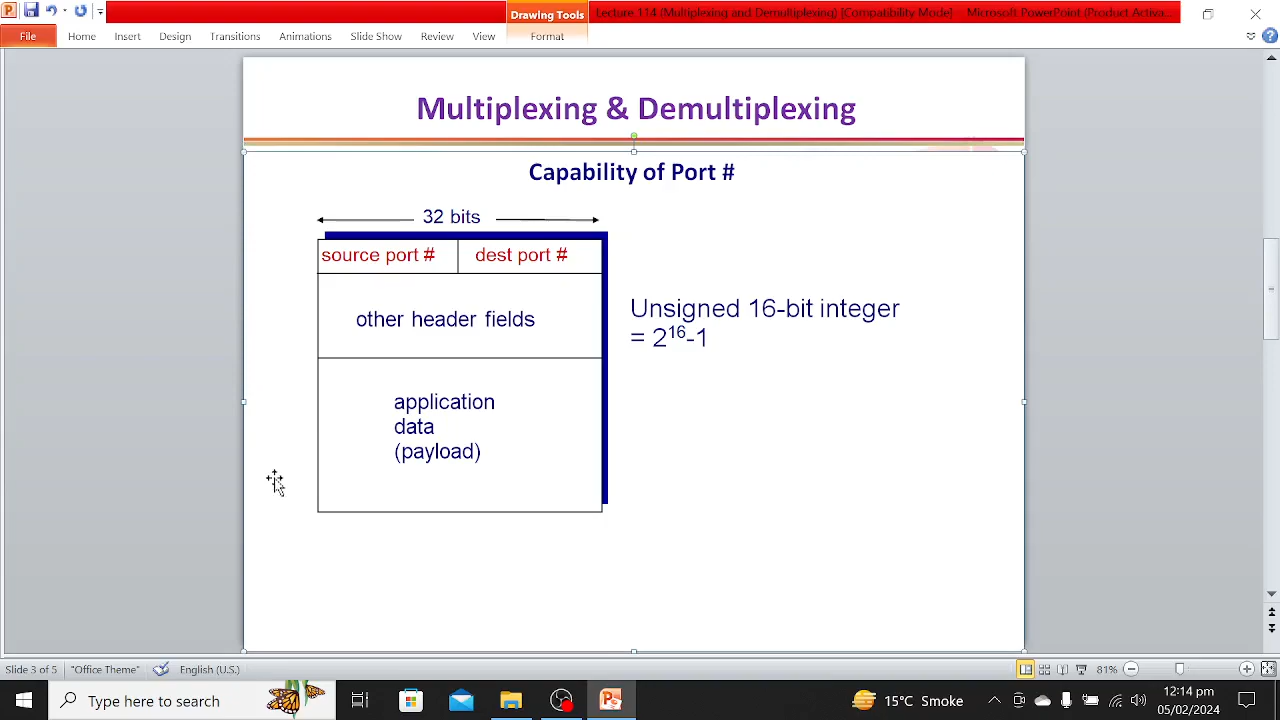 Drawing Tools
Lecture 114 (Multiplexing and Demultiplexing) [Compatibility Mode] - Microsoft PowerPoint (Product Activa...
File Home Insert Design Transitions Animations Slide Show Review View Format
Multiplexing & Demultiplexing
Capability of Port #
32 bits
source port # dest port #
other header fields
Unsigned 16-bit integer
= 2¹⁶-1
application
data
(payload)
Slide 3 of 5 "Office Theme" English (U.S.) 81%
Type here to search
15°C Smoke
12:14 pm
05/02/2024